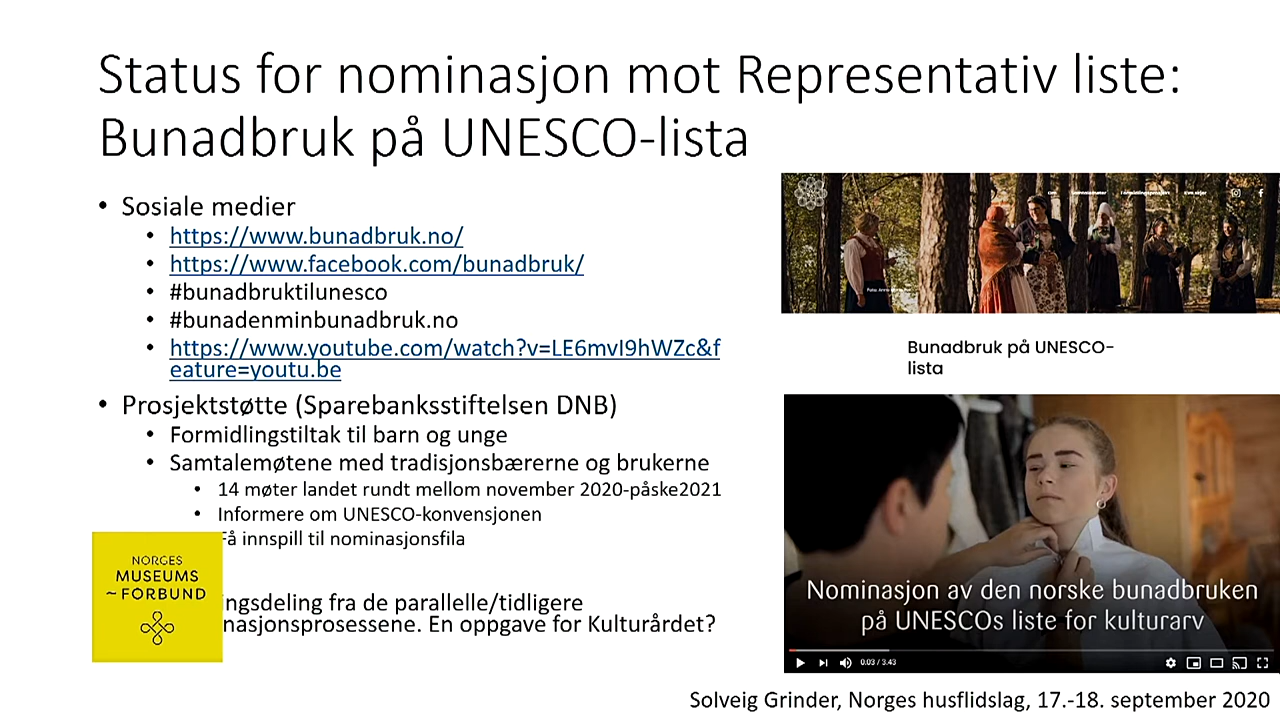 Status for nominasjon mot Representativ liste:
Bunadbruk på UNESCO-lista
• Sosiale medier
• https://www.bunadbruk.no/
• https://www.facebook.com/bunadbruk/
• #bunadbruktilunesco
• #bunadenminbunadbruk.no
• https://www.youtube.com/watch?v=LE6mvI9hWZc&f
eature=youtu.be
• Prosjektstøtte (Sparebanksstiftelsen DNB)
• Formidlingstiltak til barn og unge
• Samtalemøtene med tradisjonsbærerne og brukerne
• 14 møter landet rundt mellom november 2020-påske2021
• Informere om UNESCO-konvensjonen
Få innspill til nominasjonsfila
ingsdeling fra de parallelle/tidligere
nasjonsprosessene. En oppgave for Kulturårdet?
NORGES
MUSEUMS
~FORBUND
Bunadbruk på UNESCO-
lista
Nominasjon av den norske bunadbruken
på UNESCOs liste for kulturarv
0:03 / 3:43
Solveig Grinder, Norges husflidslag, 17.-18. september 2020